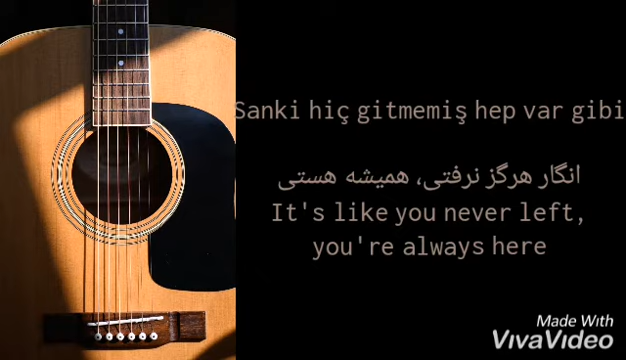 Sanki hiç gitmemiş hep var gibi
انگار هرگز نرفتی، همیشه هستی
It's like you never left,
you're always here
Made With
VivaVideo